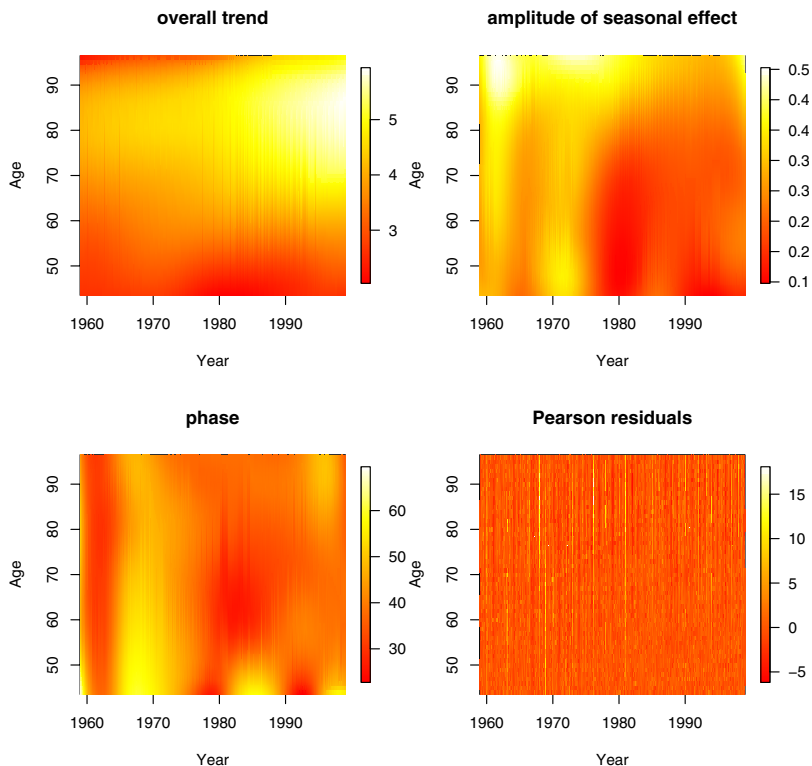 overall trend
90
80
70
60
50
Age
1960 1970 1980 1990
Year
5
4
3
amplitude of seasonal effect
90
80
70
60
50
Age
1960 1970 1980 1990
Year
0.5
0.4
0.4
0.3
0.3
0.2
0.2
0.1
phase
90
80
70
60
50
Age
1960 1970 1980 1990
Year
60
50
40
30
Pearson residuals
90
80
70
60
50
Age
1960 1970 1980 1990
Year
15
10
5
0
−5